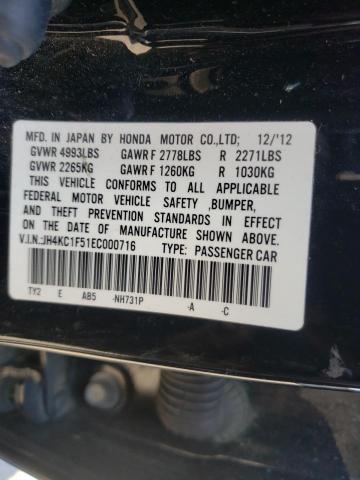 MFD. IN JAPAN BY HONDA MOTOR CO.,LTD; 12/'12
GVWR 4993LBS GAWR F 2778LBS R 2271LBS
GVWR 2265KG GAWR F 1260KG R 1030KG
THIS VEHICLE CONFORMS TO ALL APPLICABLE
FEDERAL MOTOR VEHICLE SAFETY ,BUMPER,
AND THEFT PREVENTION STANDARDS IN EFFECT
ON THE DATE OF MANUFACTURE SHOWN ABOVE.
V.I.N.:JH4KC1F51EC000716 TYPE: PASSENGER CAR
TY2 E AB5 -NH731P -A -C